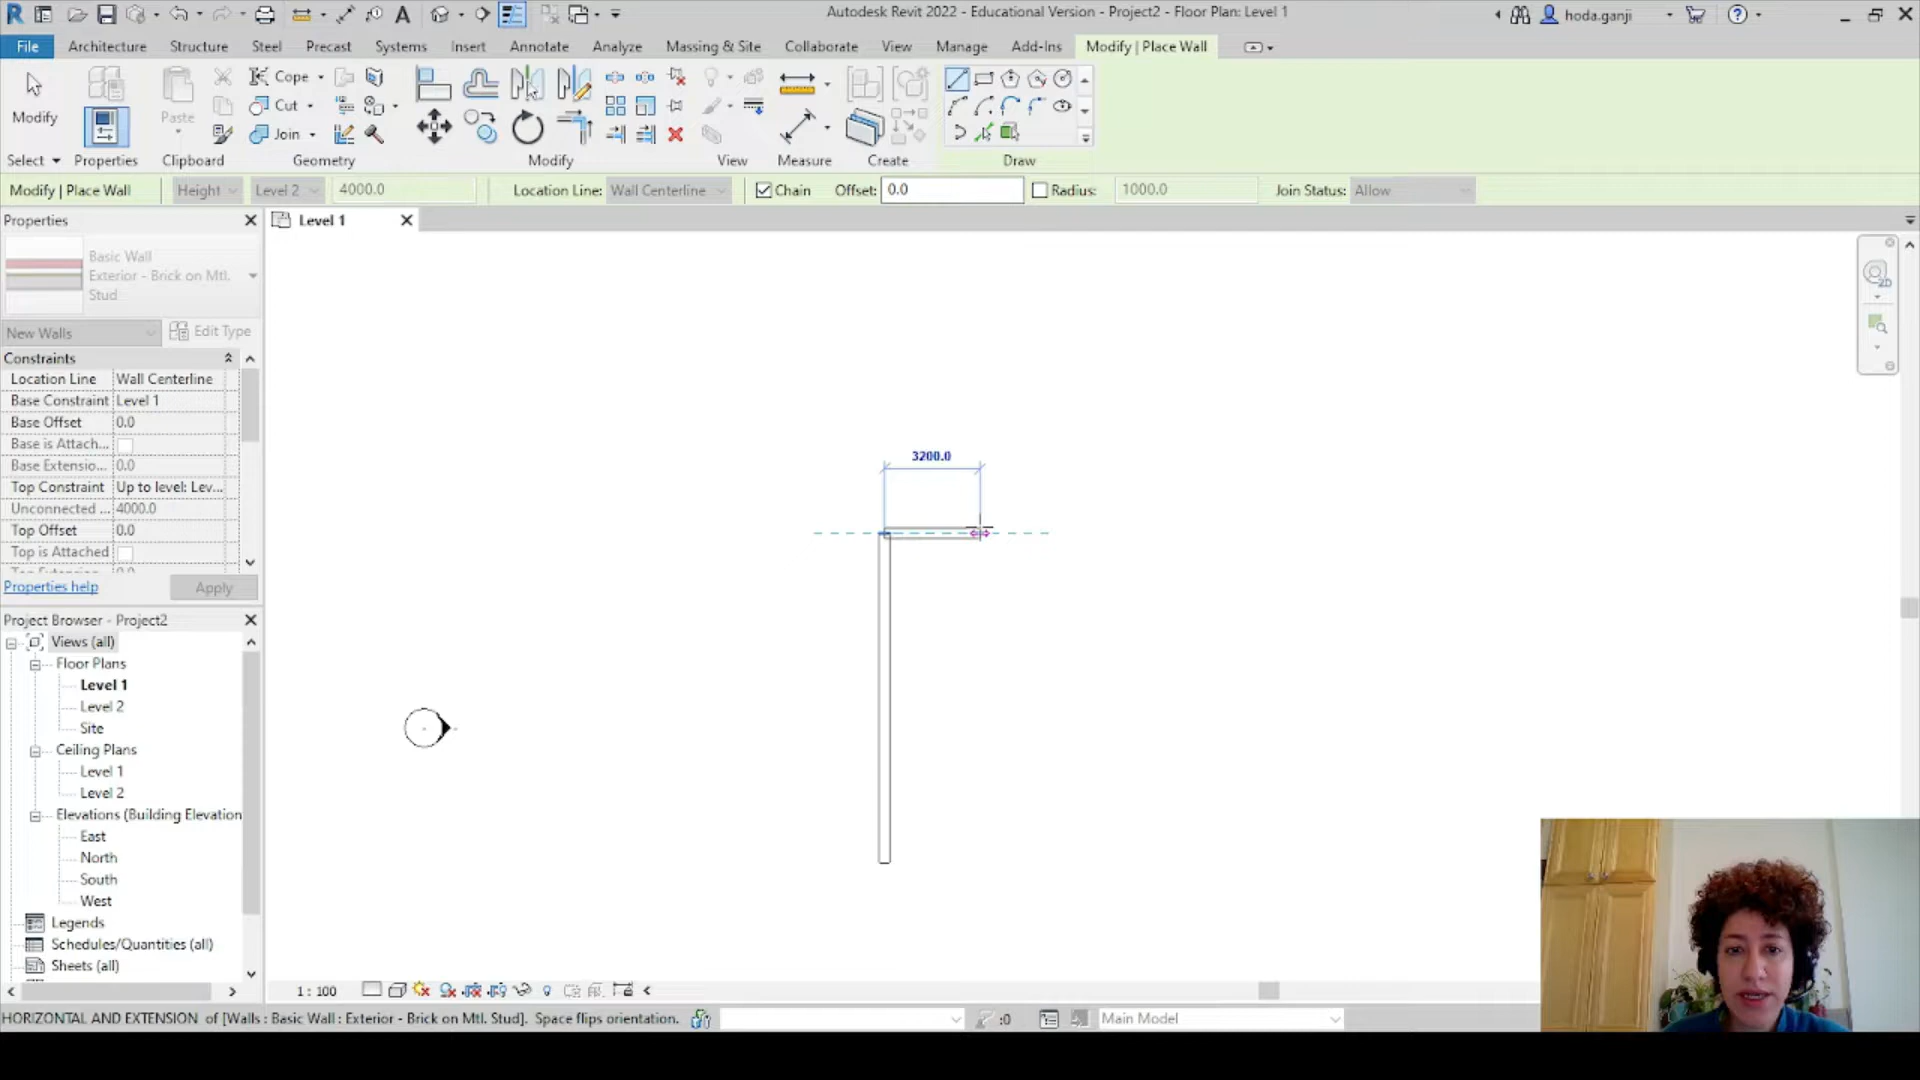 Autodesk Revit 2022 - Educational Version - Project2 - Floor Plan: Level 1
hoda.ganji
File Architecture Structure Steel Precast Systems Insert Annotate Analyze Massing & Site Collaborate View Manage Add-Ins Modify | Place Wall
Modify
Paste
Cope
Cut
Join
Select Properties Clipboard Geometry Modify View Measure Create Draw
Modify | Place Wall Height Level 2 4000.0 Location Line: Wall Centerline Chain Offset: 0.0 Radius: 1000.0 Join Status: Allow
Properties
Level 1
Basic Wall
Exterior - Brick on Mtl.
Stud
2D
New Walls Edit Type
Constraints
Location Line Wall Centerline
Base Constraint Level 1
Base Offset 0.0
Base is Attach...
Base Extensio... 0.0
Top Constraint Up to level: Lev...
Unconnected ... 4000.0
Top Offset 0.0
Top is Attached
Properties help Apply
3200.0
Project Browser - Project2
Views (all)
Floor Plans
Level 1
Level 2
Site
Ceiling Plans
Level 1
Level 2
Elevations (Building Elevation
East
North
South
West
Legends
Schedules/Quantities (all)
Sheets (all)
1 : 100
HORIZONTAL AND EXTENSION of [Walls : Basic Wall : Exterior - Brick on Mtl. Stud]. Space flips orientation. :0 Main Model